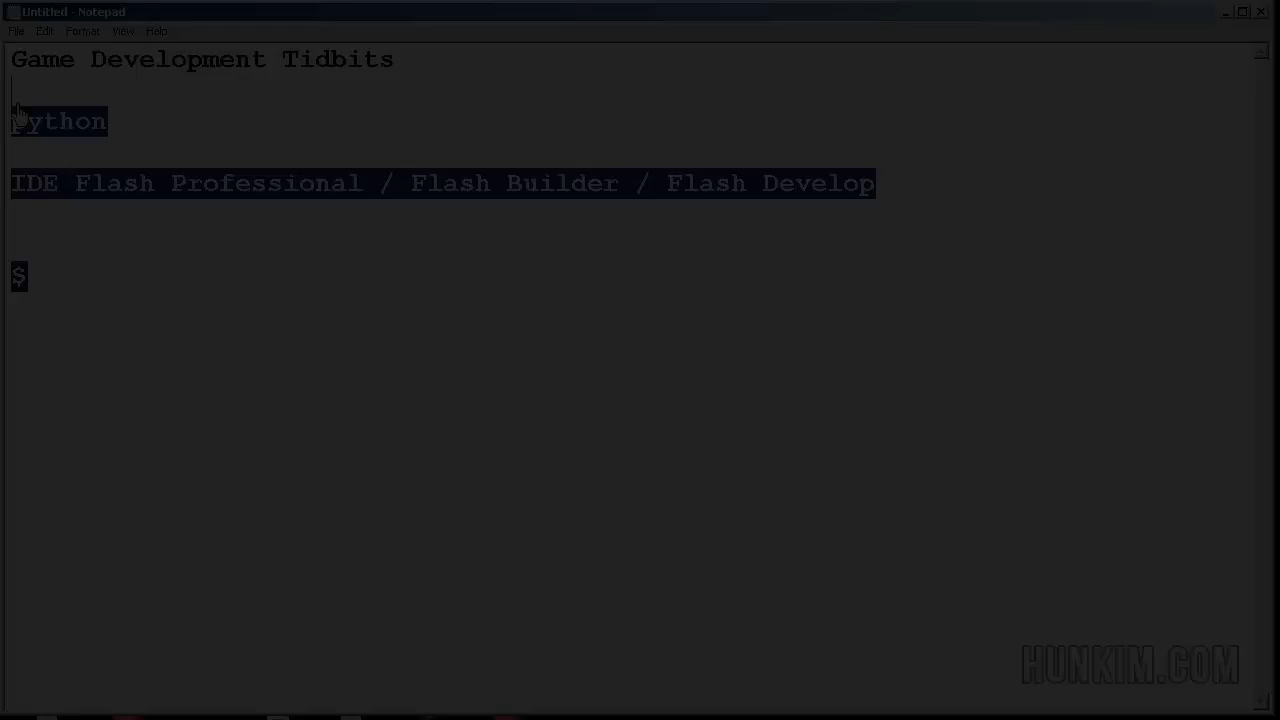 Untitled - Notepad
File Edit Format View Help
Game Development Tidbits
python
IDE Flash Professional / Flash Builder / Flash Develop
$
HUNKIM.COM